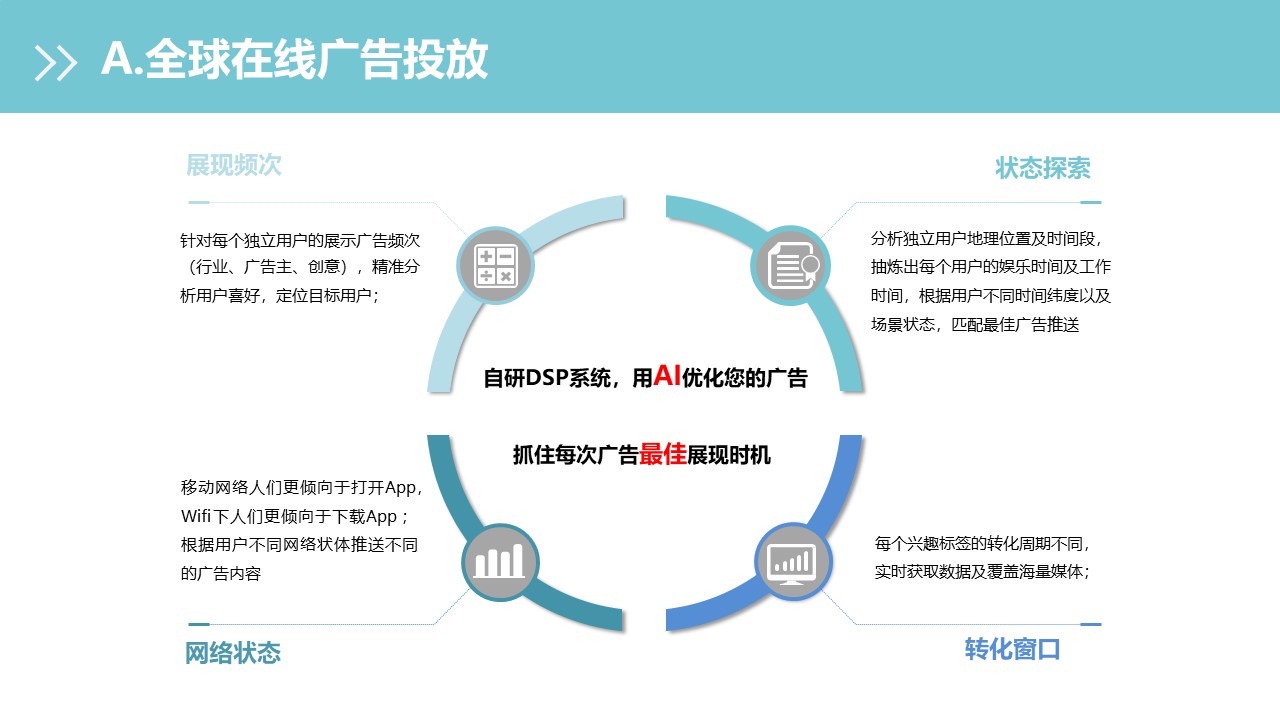 A.全球在线广告投放
展现频次
针对每个独立用户的展示广告频次
（行业、广告主、创意），精准分
析用户喜好，定位目标用户；
状态探索
分析独立用户地理位置及时间段，
抽炼出每个用户的娱乐时间及工作
时间，根据用户不同时间纬度以及
场景状态，匹配最佳广告推送
自研DSP系统，用AI优化您的广告
抓住每次广告最佳展现时机
移动网络人们更倾向于打开App，
Wifi下人们更倾向于下载App；
根据用户不同网络状体推送不同
的广告内容
网络状态
每个兴趣标签的转化周期不同，
实时获取数据及覆盖海量媒体；
转化窗口